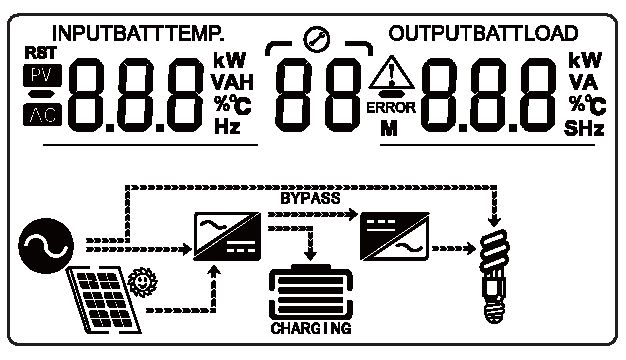 INPUTBATTTEMP. OUTPUTBATTLOAD
RST kW kW
PV 8.8.8 VAH 88 8.8.8 VA
%℃ ERROR %℃
AC Hz M SHz
BYPASS
CHARGING